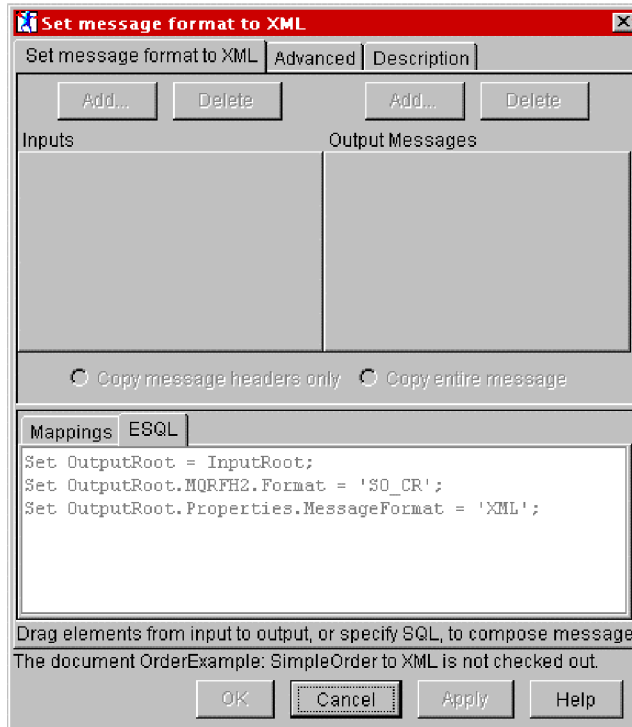 Set message format to XML
Set message format to XML Advanced Description
Add... Delete Add... Delete
Inputs Output Messages
Copy message headers only Copy entire message
Mappings ESQL
Set OutputRoot = InputRoot;
Set OutputRoot.MQRFH2.Format = 'SO_CR';
Set OutputRoot.Properties.MessageFormat = 'XML';
Drag elements from input to output, or specify SQL, to compose message
The document OrderExample: SimpleOrder to XML is not checked out.
OK Cancel Apply Help